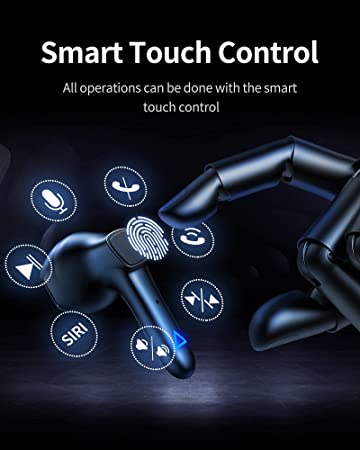 Smart Touch Control
All operations can be done with the smart
touch control
SIRI